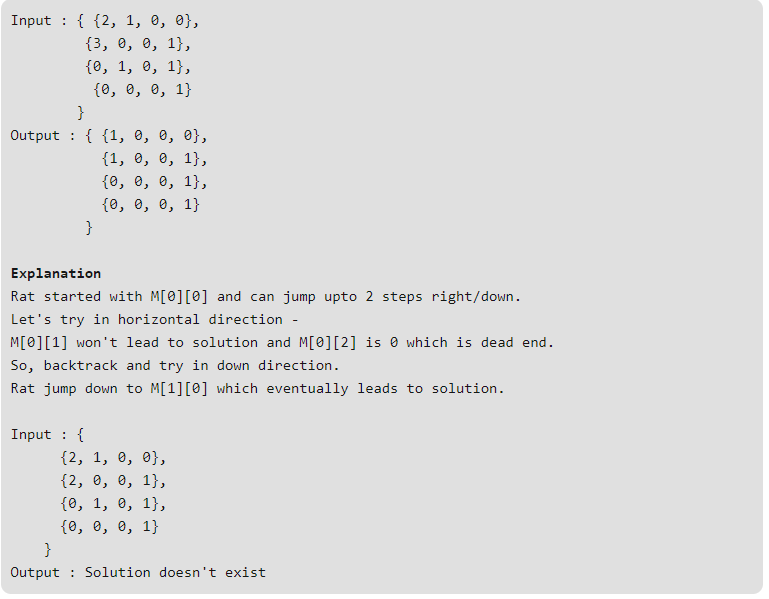 Input : { {2, 1, 0, 0},
         {3, 0, 0, 1},
         {0, 1, 0, 1},
          {0, 0, 0, 1}
        }
Output : { {1, 0, 0, 0},
           {1, 0, 0, 1},
           {0, 0, 0, 1},
           {0, 0, 0, 1}
         }
Explanation
Rat started with M[0][0] and can jump upto 2 steps right/down.
Let's try in horizontal direction -
M[0][1] won't lead to solution and M[0][2] is 0 which is dead end.
So, backtrack and try in down direction.
Rat jump down to M[1][0] which eventually leads to solution.
Input : {
      {2, 1, 0, 0},
      {2, 0, 0, 1},
      {0, 1, 0, 1},
      {0, 0, 0, 1}
    }
Output : Solution doesn't exist